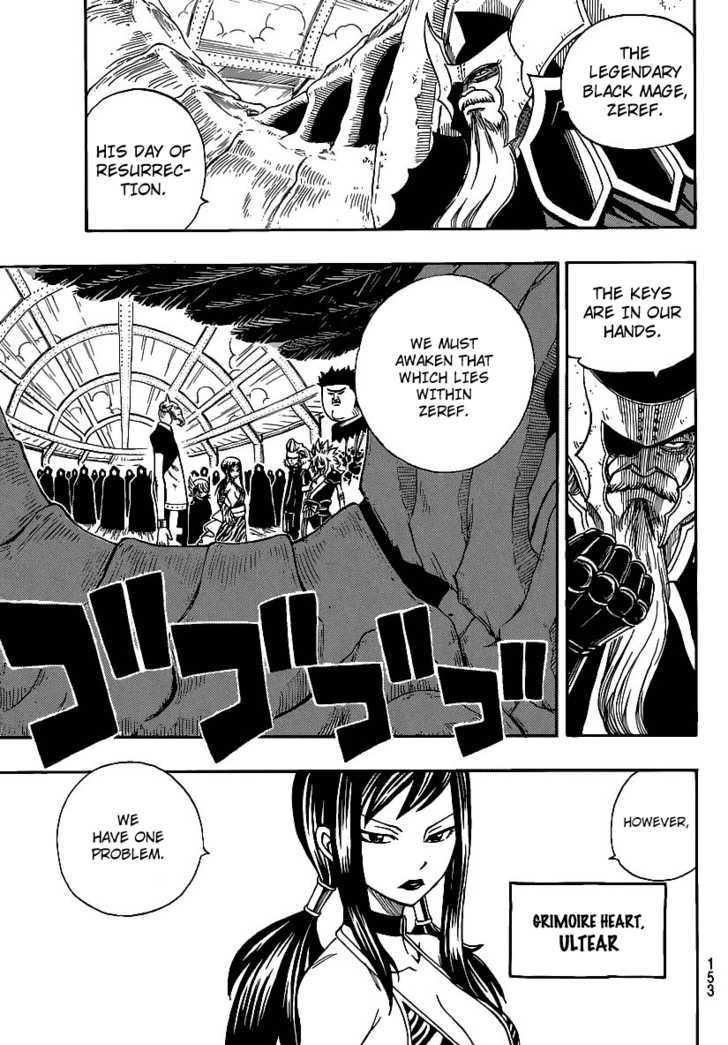 THE
LEGENDARY
BLACK MAGE,
ZEREF.
HIS DAY OF
RESURREC-
TION.
THE KEYS
ARE IN OUR
HANDS.
WE MUST
AWAKEN THAT
WHICH LIES
WITHIN
ZEREF.
ゴゴゴゴ
HOWEVER,
GRIMOIRE HEART,
ULTEAR
WE
HAVE ONE
PROBLEM.
153